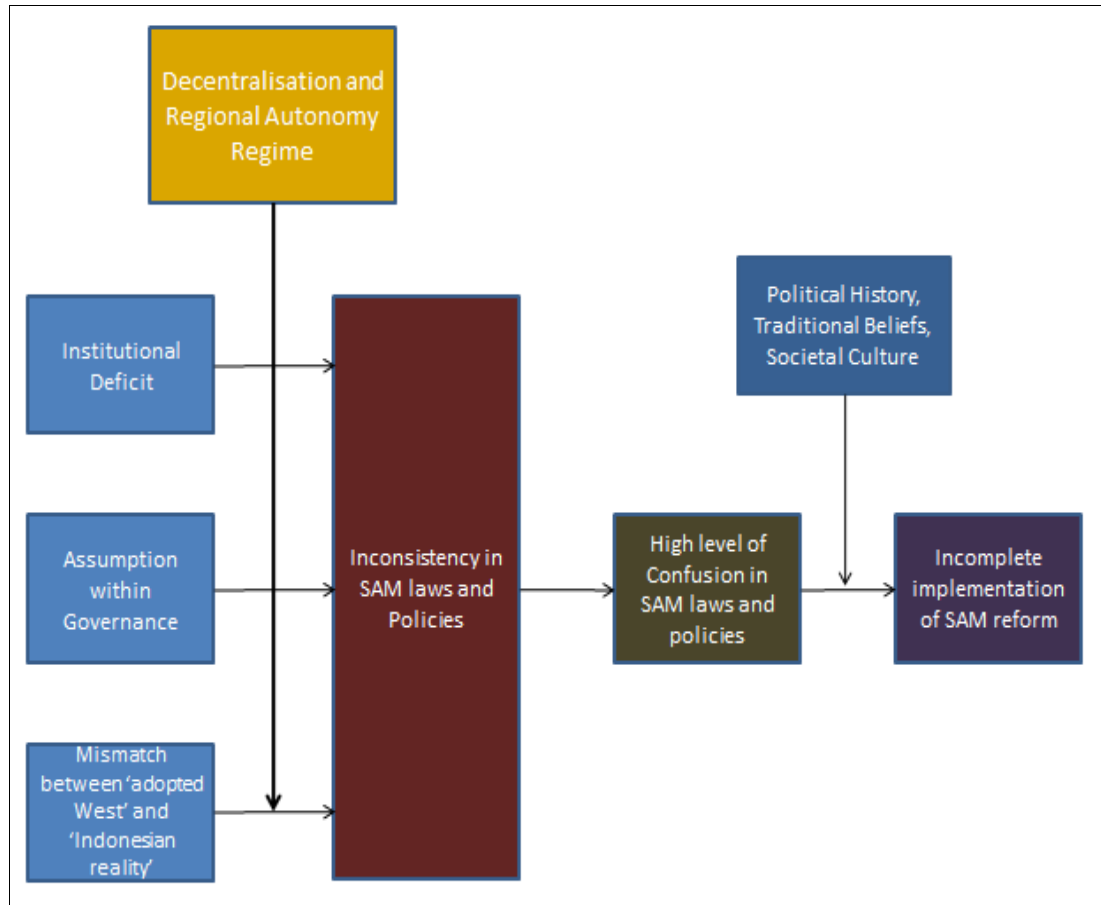 Decentralisation and
Regional Autonomy
Regime
Institutional
Deficit
Assumption
within
Governance
Mismatch
between ‘adopted
West’ and
‘Indonesian
reality’
Inconsistency in
SAM laws and
Policies
High level of
Confusion in
SAM laws and
policies
Political History,
Traditional Beliefs,
Societal Culture
Incomplete
implementation
of SAM reform